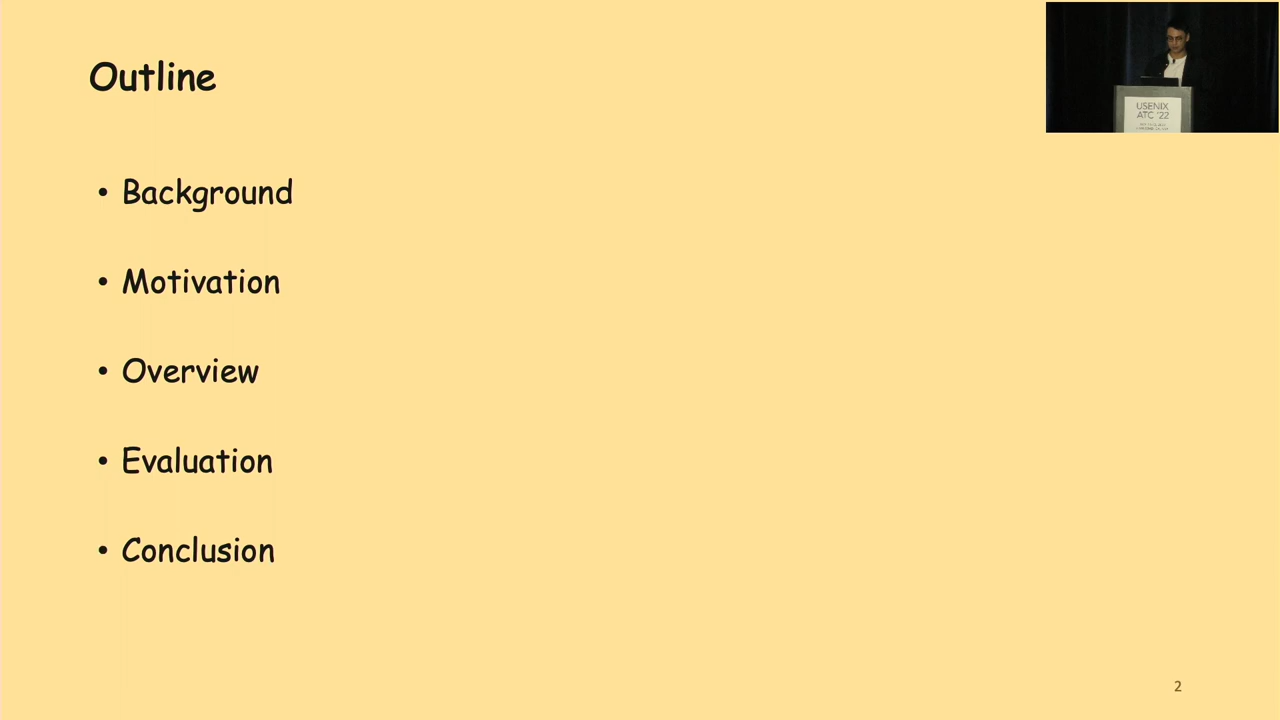 Outline
• Background
• Motivation
• Overview
• Evaluation
• Conclusion
USENIX
ATC '22
2